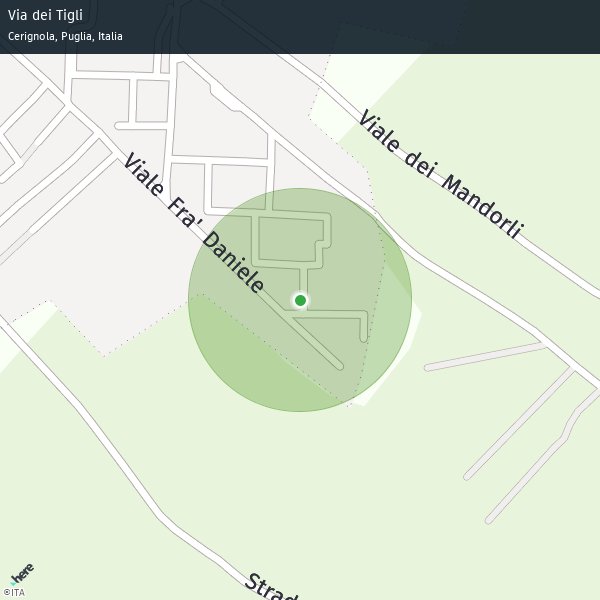 Via dei Tigli
Cerignola, Puglia, Italia
Viale dei Mandorli
Viale Fra' Daniele
Strad
here
©ITA